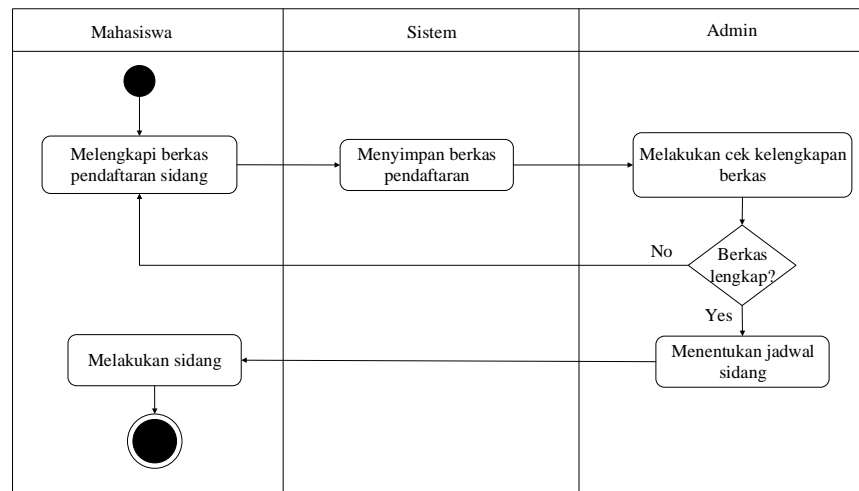 Mahasiswa
Sistem
Admin
Melengkapi berkas
pendaftaran sidang
Menyimpan berkas
pendaftaran
Melakukan cek kelengkapan
berkas
No
Berkas
lengkap?
Yes
Melakukan sidang
Menentukan jadwal
sidang